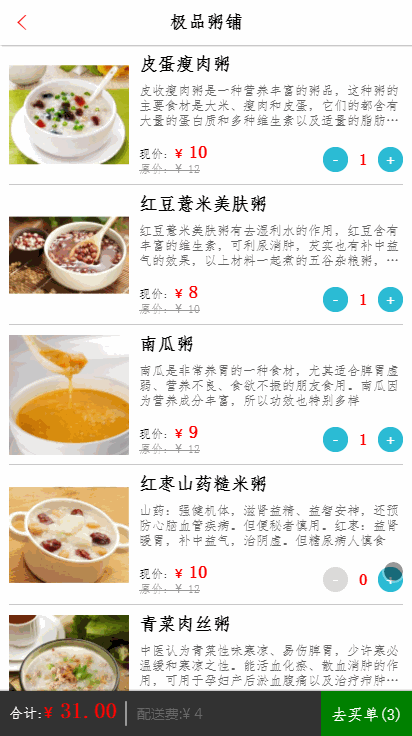 极品粥铺
皮蛋瘦肉粥
皮收瘦肉粥是一种营养丰富的粥品，这种粥的
主要食材是大米、瘦肉和皮蛋，它们的都含有
大量的蛋白质和多种维生素以及适量的脂肪…
现价：¥ 10
原价：¥ 12
- 1 +
红豆薏米美肤粥
红豆薏米美肤粥有去湿利水的作用，红豆含有
丰富的维生素，可利尿消肿，芡实也有补中益
气的效果，以上材料一起煮的五谷杂粮粥，…
现价：¥ 8
原价：¥ 10
- 1 +
南瓜粥
南瓜是非常养胃的一种食材，尤其适合脾胃虚
弱、营养不良、食欲不振的朋友食用。南瓜因
为营养成分丰富，所以功效也特别多样
现价：¥ 9
原价：¥ 12
- 1 +
红枣山药糙米粥
山药：强健机体，滋肾益精、益智安神，还预
防心脑血管疾病。但便秘者慎用。红枣：益肾
暖胃，补中益气，治阴虚。但糖尿病人慎食
现价：¥ 10
原价：¥ 12
- 0 +
青菜肉丝粥
中医认为青菜性味寒凉、易伤脾胃，少许寒必
温缓和寒凉之性。能活血化瘀、散血消肿的作
用，可用于孕妇产后淤血腹痛以及治疗痈肿…
合计:¥ 31.00
配送费:¥ 4
去买单(3)